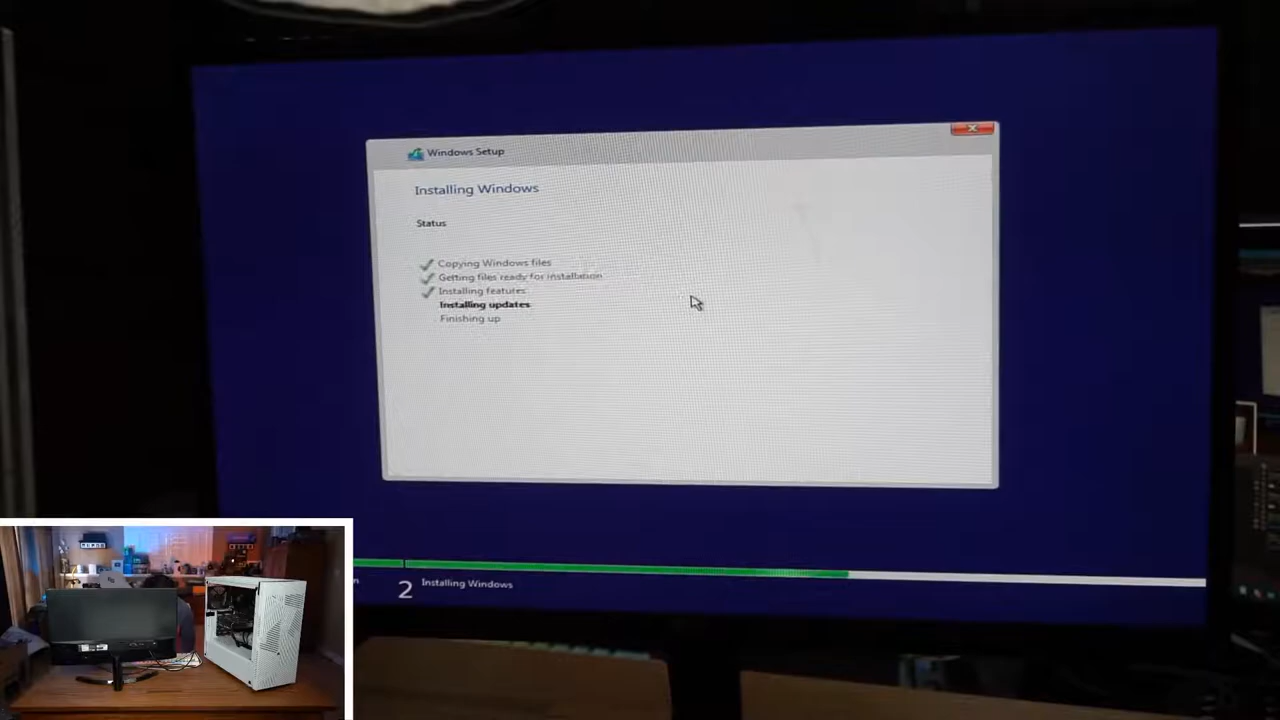 Windows Setup
Installing Windows
Status
Copying Windows files
Getting files ready for installation
Installing features
Installing updates
Finishing up
2 Installing Windows